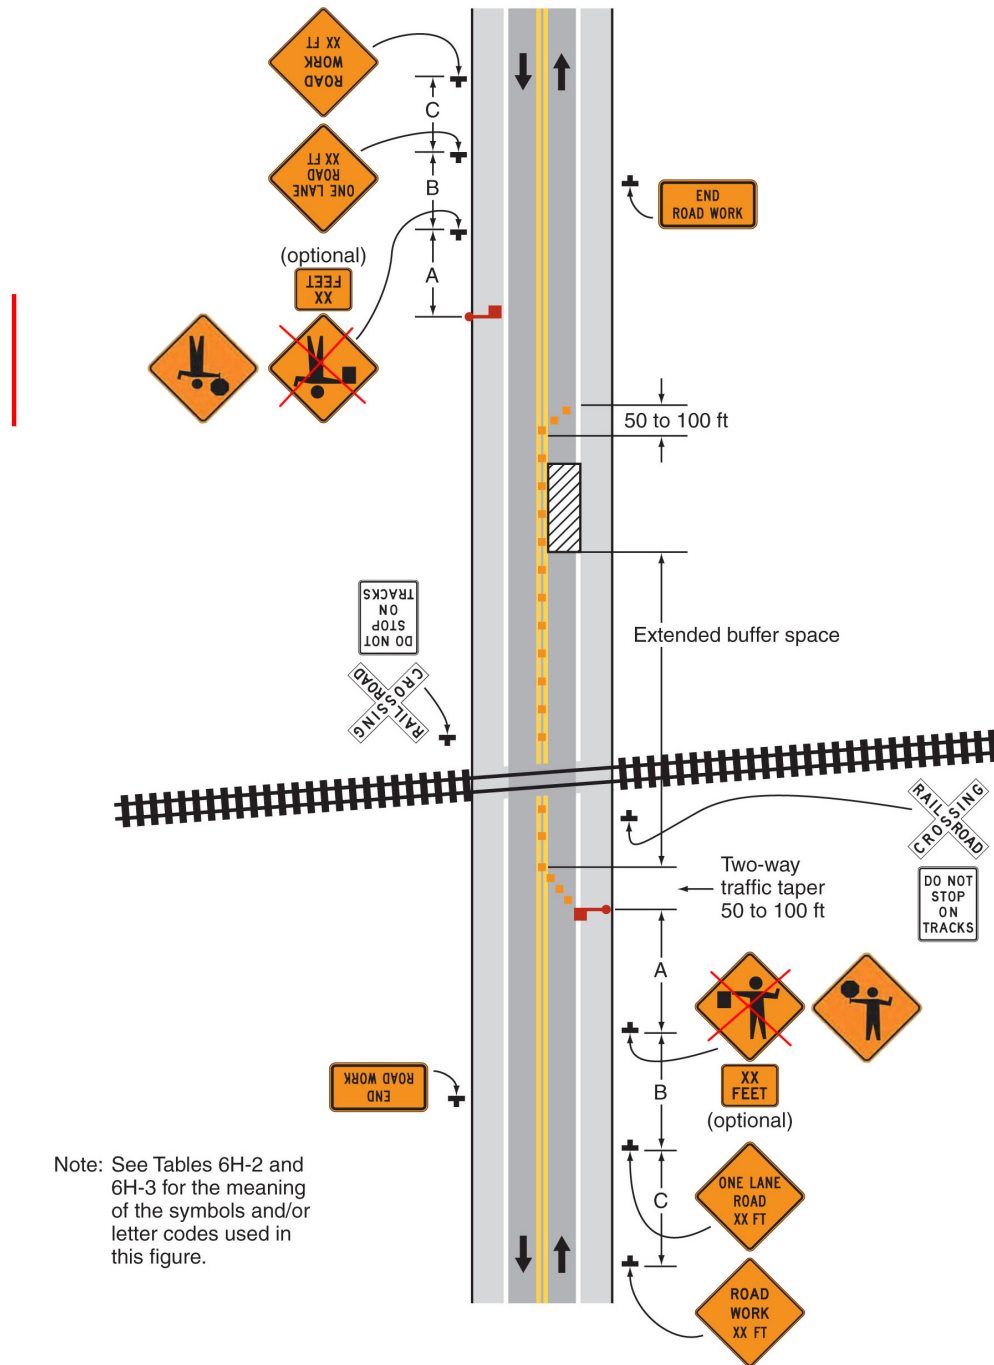 ROAD
WORK
XX FT
C
ONE LANE
ROAD
XX FT
B
END
ROAD WORK
(optional)
XX
FEET
A
50 to 100 ft
DO NOT
STOP
ON
TRACKS
Extended buffer space
RAILROAD
CROSSING
RAILROAD
CROSSING
Two-way
traffic taper
50 to 100 ft
DO NOT
STOP
ON
TRACKS
A
END
ROAD WORK
XX
FEET
(optional)
B
Note: See Tables 6H-2 and
6H-3 for the meaning
of the symbols and/or
letter codes used in
this figure.
ONE LANE
ROAD
XX FT
C
ROAD
WORK
XX FT